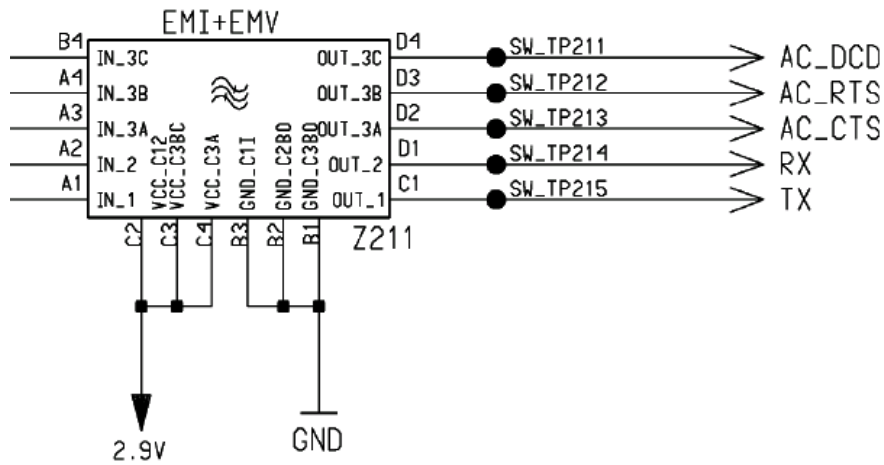 EMI+EMV
B4 IN_3C OUT_3C D4 SW_TP211 AC_DCD
A4 IN_3B OUT_3B D3 SW_TP212 AC_RTS
A3 IN_3A OUT_3A D2 SW_TP213 AC_CTS
A2 IN_2 OUT_2 D1 SW_TP214 RX
A1 IN_1 OUT_1 C1 SW_TP215 TX
VCC_C12 VCC_C3BC VCC_C3A GND_C1I GND_C2BO GND_C3BO
C2 C3 C4 B3 B2 B1 Z211
2.9V GND